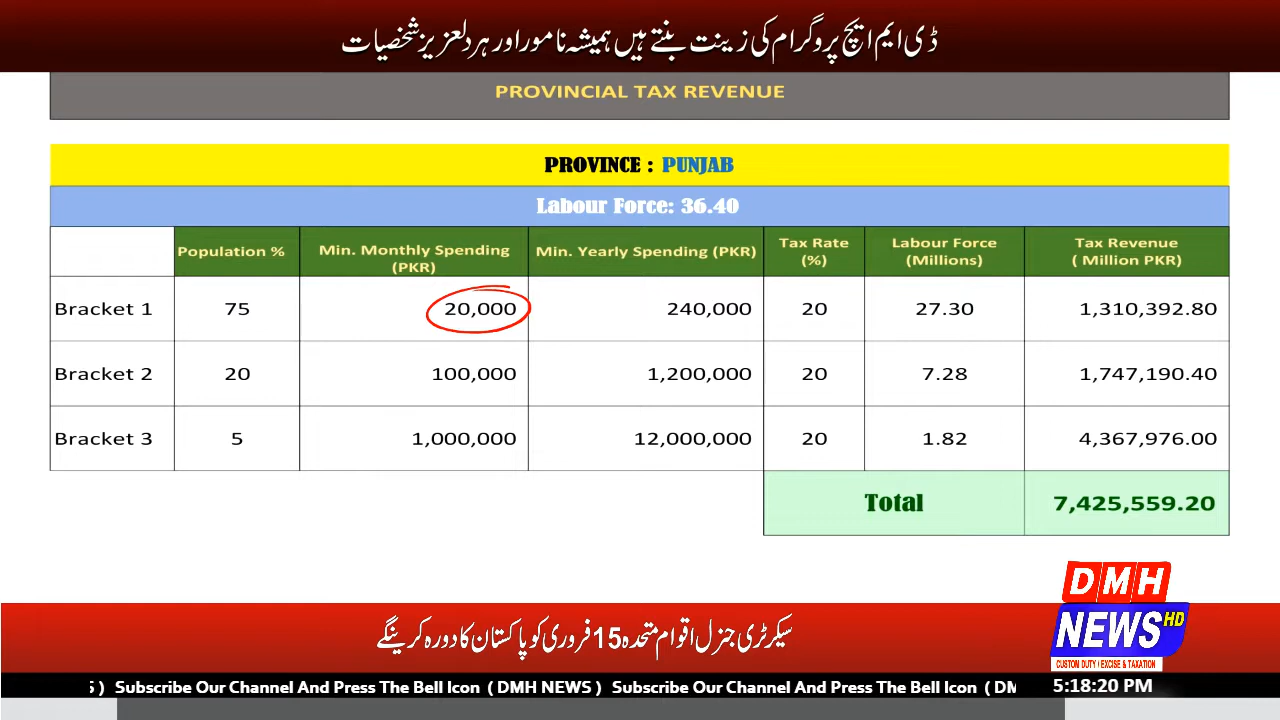 ڈی ایم ایچ پروگرام کی زینت بنتے ہیں ہمیشہ نامور اور ہر دلعزیز شخصیات
PROVINCIAL TAX REVENUE
PROVINCE : PUNJAB
Labour Force: 36.40
Population % Min. Monthly Spending (PKR) Min. Yearly Spending (PKR) Tax Rate (%) Labour Force (Millions) Tax Revenue ( Million PKR)
Bracket 1 75 20,000 240,000 20 27.30 1,310,392.80
Bracket 2 20 100,000 1,200,000 20 7.28 1,747,190.40
Bracket 3 5 1,000,000 12,000,000 20 1.82 4,367,976.00
Total 7,425,559.20
DMH
NEWS HD
CUSTOM DUTY / EXCISE & TAXATION
سیکرٹری جنرل اقوام متحدہ 15 فروری کو پاکستان کا دورہ کرینگے
S ) Subscribe Our Channel And Press The Bell Icon ( DMH NEWS ) Subscribe Our Channel And Press The Bell Icon ( DM
5:18:20 PM